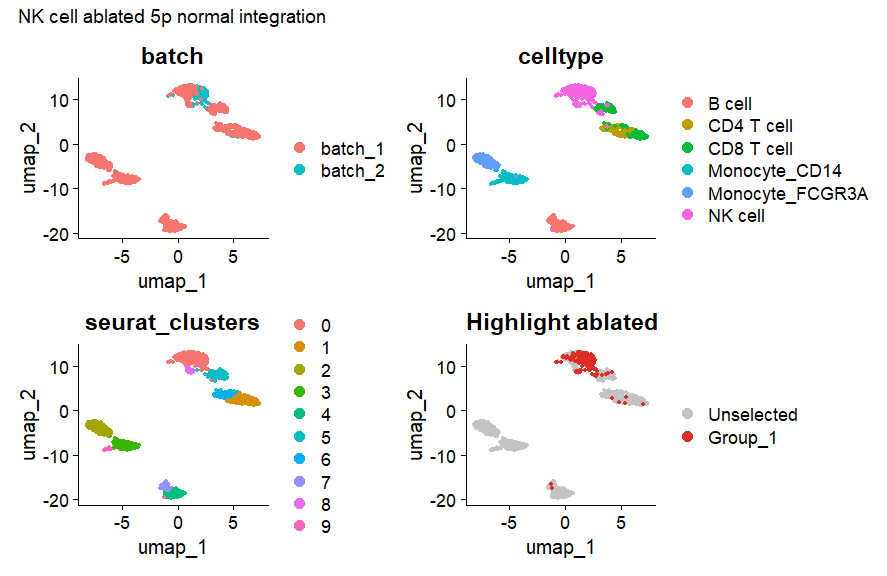 NK cell ablated 5p normal integration
batch
10
0
-10
-20
umap_2
-5
0
5
umap_1
batch_1
batch_2
celltype
10
0
-10
-20
umap_2
-5
0
5
umap_1
B cell
CD4 T cell
CD8 T cell
Monocyte_CD14
Monocyte_FCGR3A
NK cell
seurat_clusters
10
0
-10
-20
umap_2
-5
0
5
umap_1
0
1
2
3
4
5
6
7
8
9
Highlight ablated
10
0
-10
-20
umap_2
-5
0
5
umap_1
Unselected
Group_1